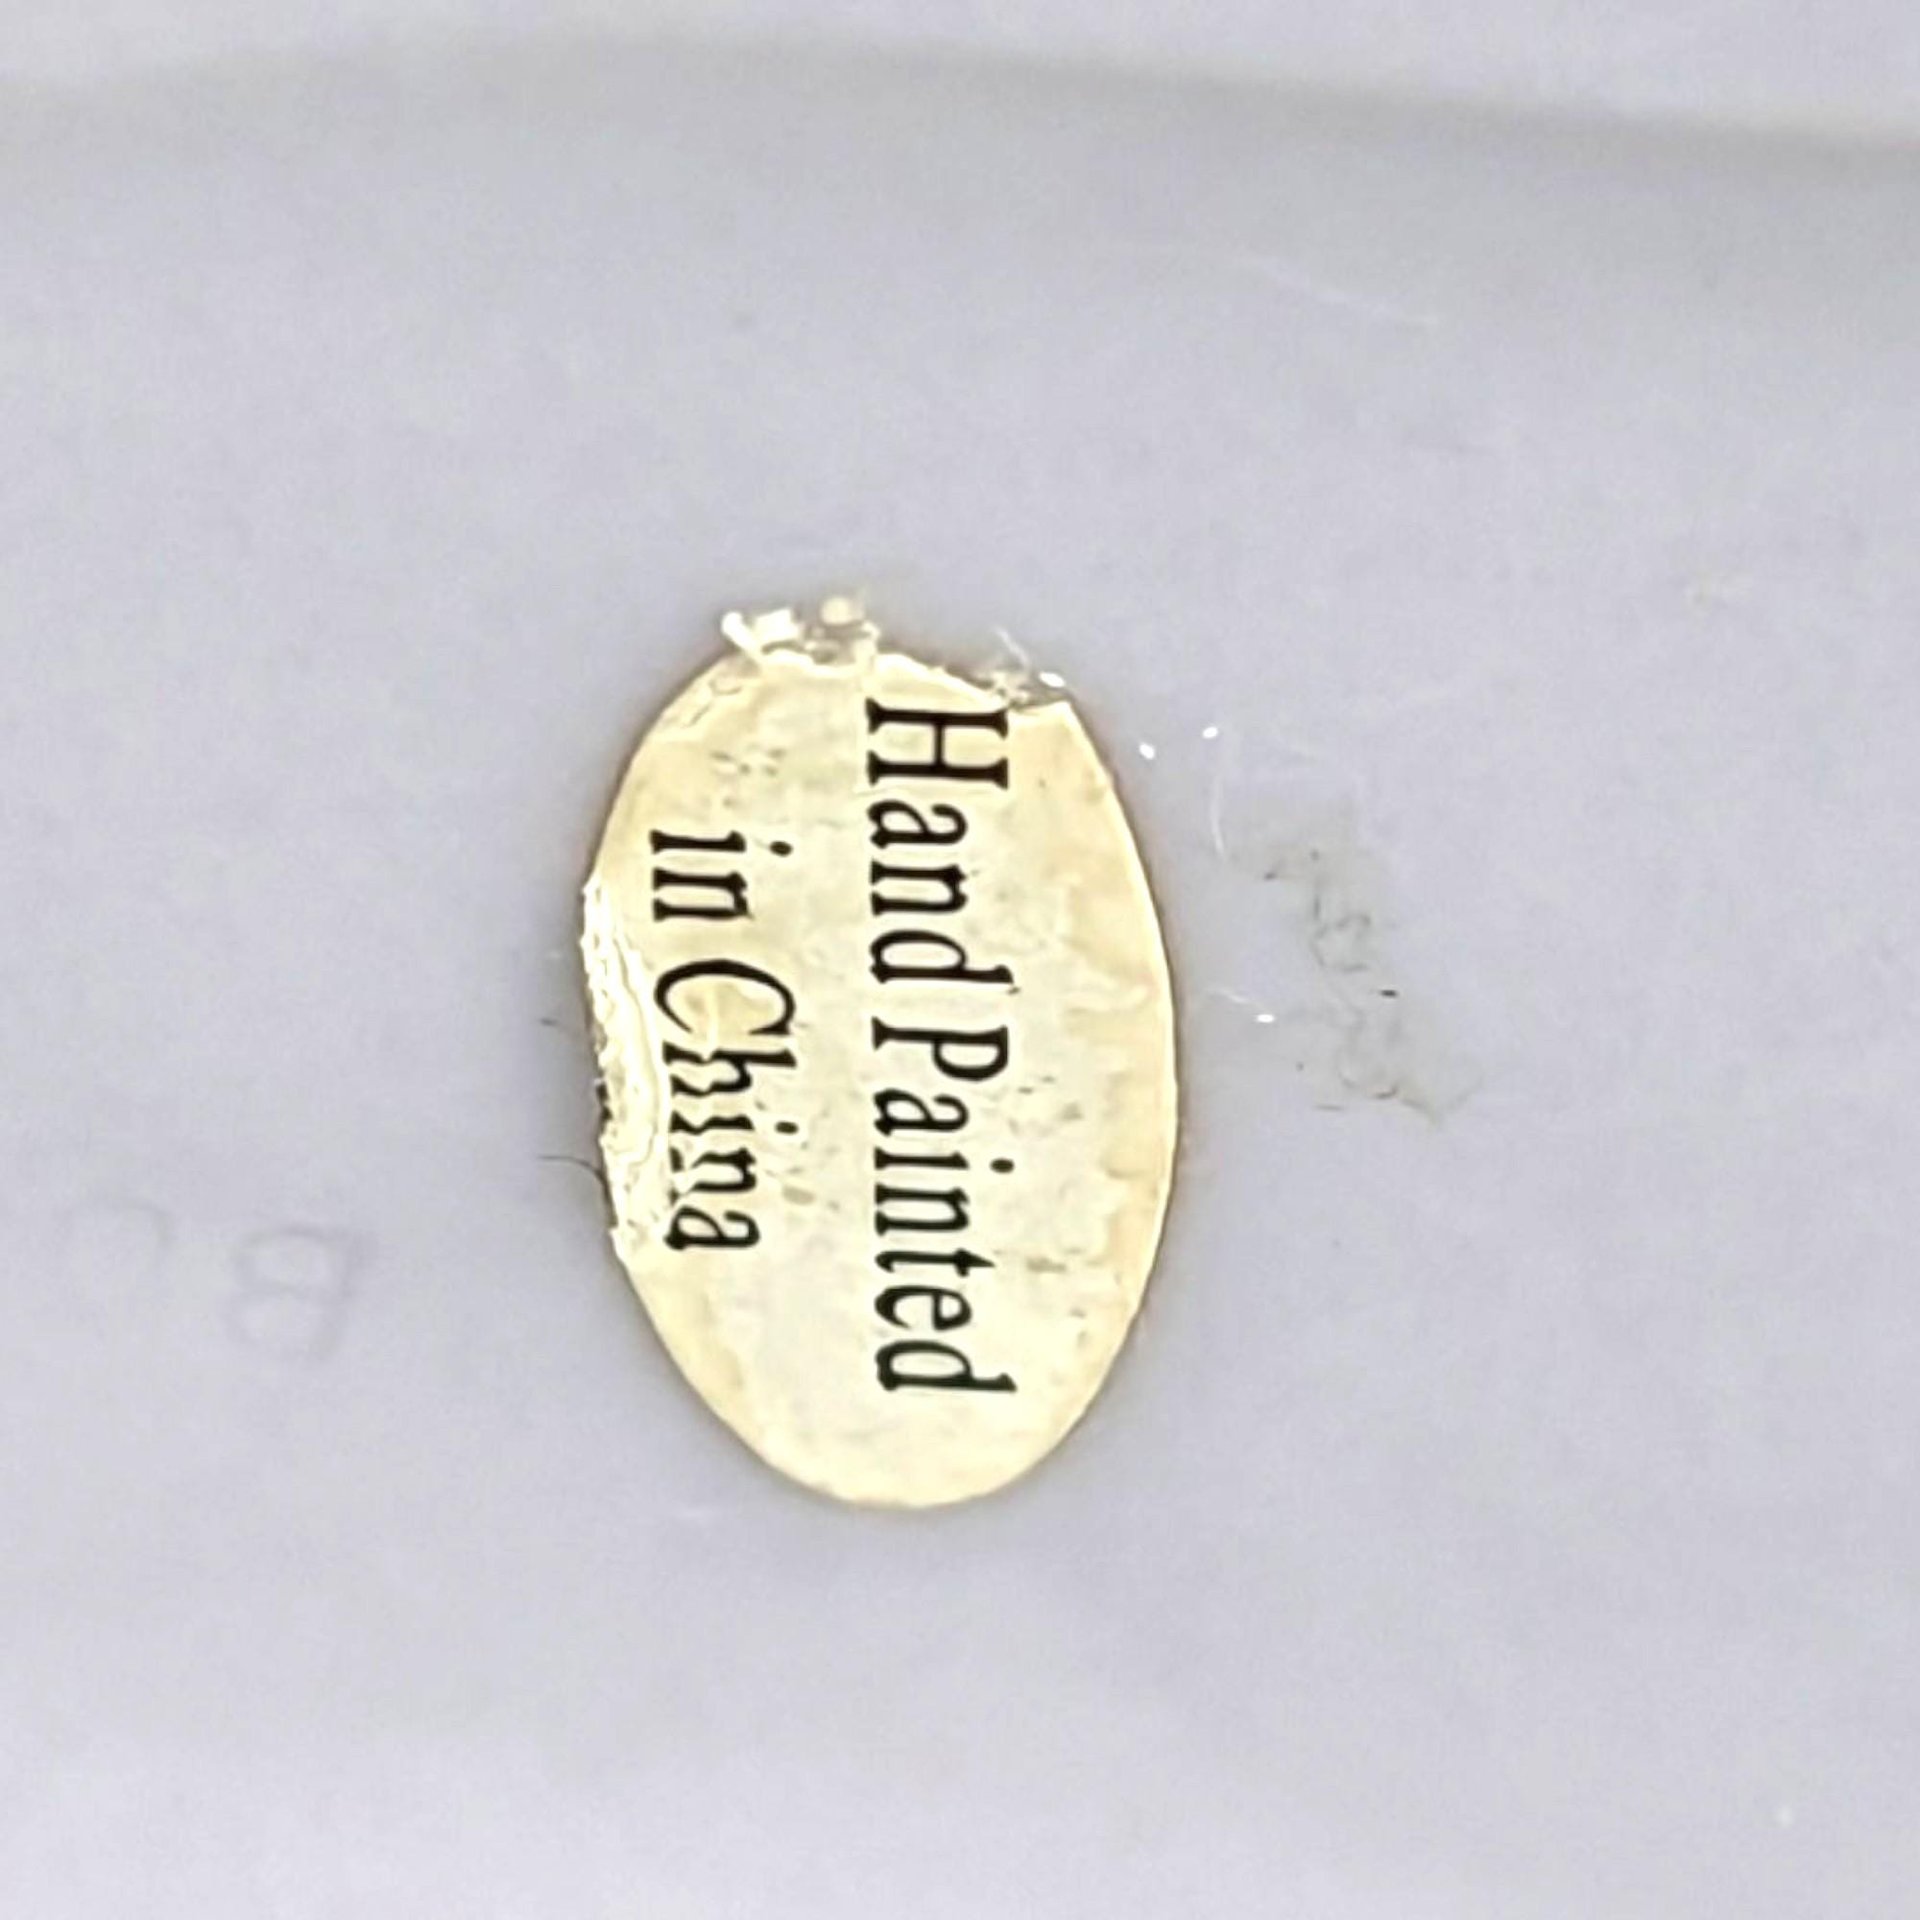 Hand Painted
in China